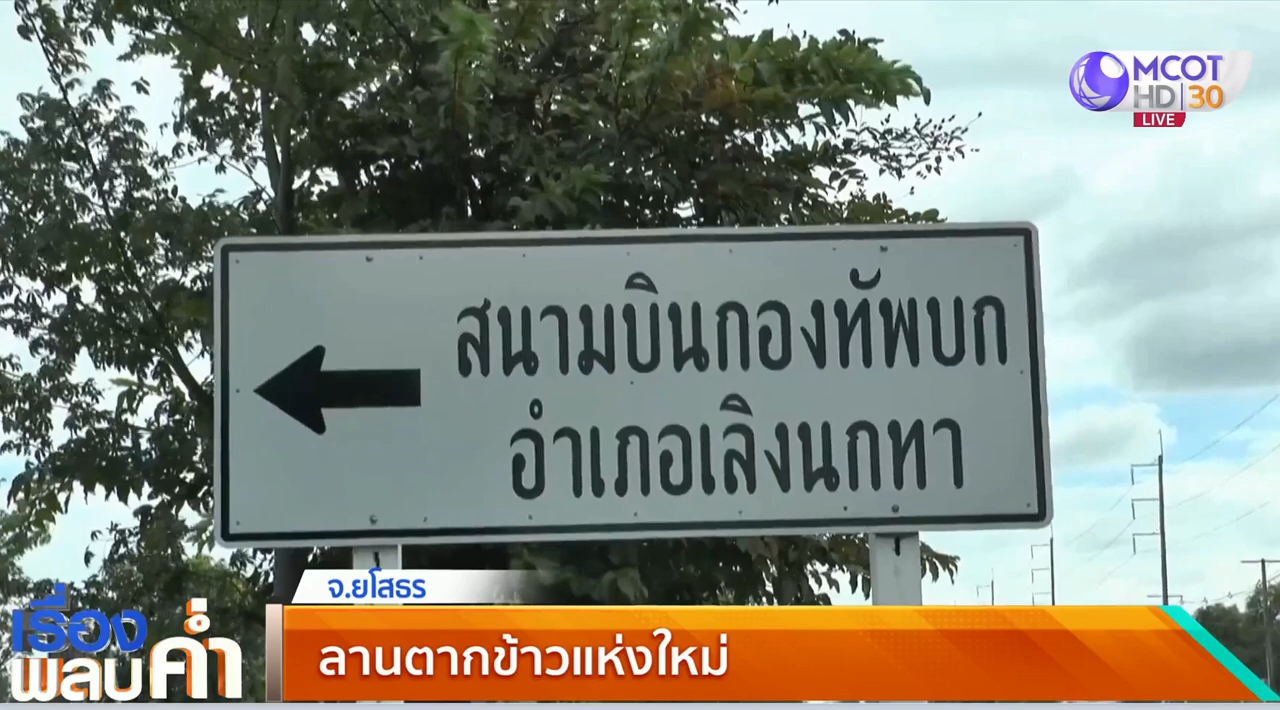 MCOT
HD 30
LIVE
สนามบินกองทัพบก
อำเภอเลิงนกทา
จ.ยโสธร
เรื่อง
พลบค่ำ
ลานตากข้าวแห่งใหม่